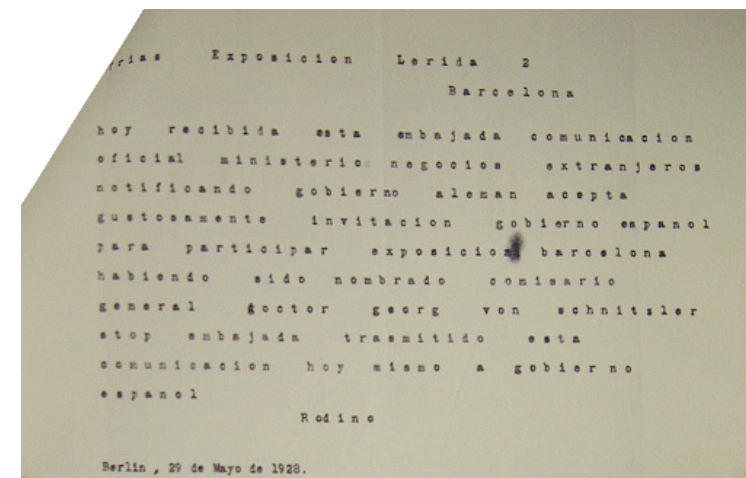 Exposicion Lerida 2
Barcelona
hoy recibida esta embajada comunicacion
oficial ministerio negocios extranjeros
notificando gobierno aleman acepta
gustosamente invitacion gobierno espanol
para participar exposicion barcelona
habiendo sido nombrado comisario
general doctor georg von schnitzler
stop embajada trasmitido esta
comunicacion hoy mismo a gobierno
espanol
Rodino
Berlin , 29 de Mayo de 1928.